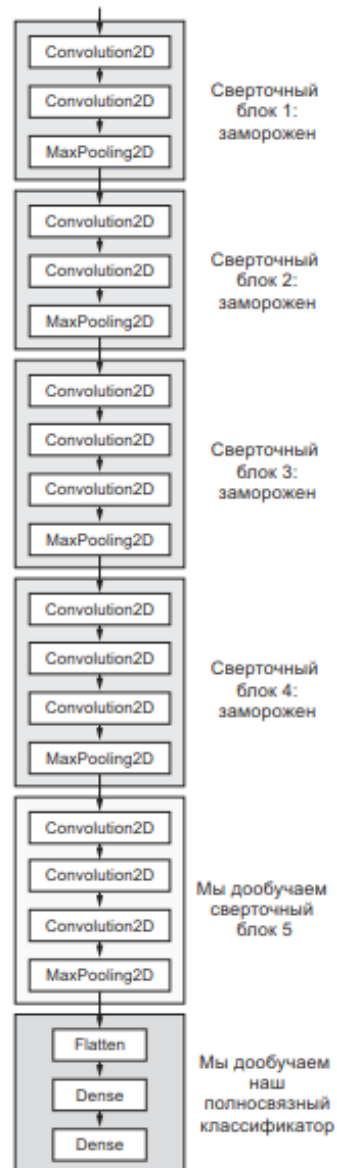 Convolution2D
Convolution2D
MaxPooling2D
Сверточный
блок 1:
заморожен
Convolution2D
Convolution2D
MaxPooling2D
Сверточный
блок 2:
заморожен
Convolution2D
Convolution2D
Convolution2D
MaxPooling2D
Сверточный
блок 3:
заморожен
Convolution2D
Convolution2D
Convolution2D
MaxPooling2D
Сверточный
блок 4:
заморожен
Convolution2D
Convolution2D
Convolution2D
MaxPooling2D
Мы дообучаем
сверточный
блок 5
Flatten
Dense
Dense
Мы дообучаем
наш
полносвязный
классификатор